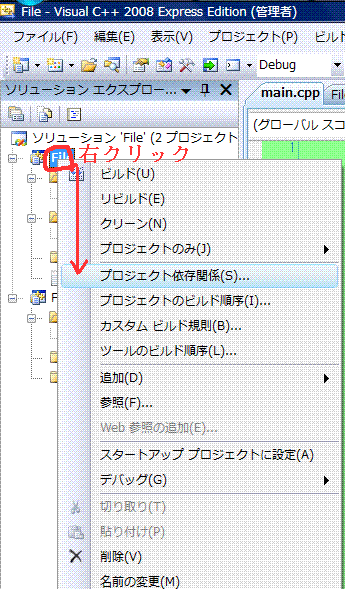 File - Visual C++ 2008 Express Edition (管理者)
ファイル(F) 編集(E) 表示(V) プロジェクト(P) ビルド
Debug
ソリューション エクスプロー...
main.cpp File
(グローバル スコ
ソリューション 'File' (2 プロジェクト
1
File 右クリック
ビルド(U)
リビルド(E)
クリーン(N)
プロジェクトのみ(J)
プロジェクト依存関係(S)...
プロジェクトのビルド順序(I)...
F
カスタム ビルド規則(B)...
ツールのビルド順序(L)...
追加(D)
参照(F)...
Web 参照の追加(E)...
スタートアップ プロジェクトに設定(A)
デバッグ(G)
切り取り(T)
貼り付け(P)
削除(V)
名前の変更(M)